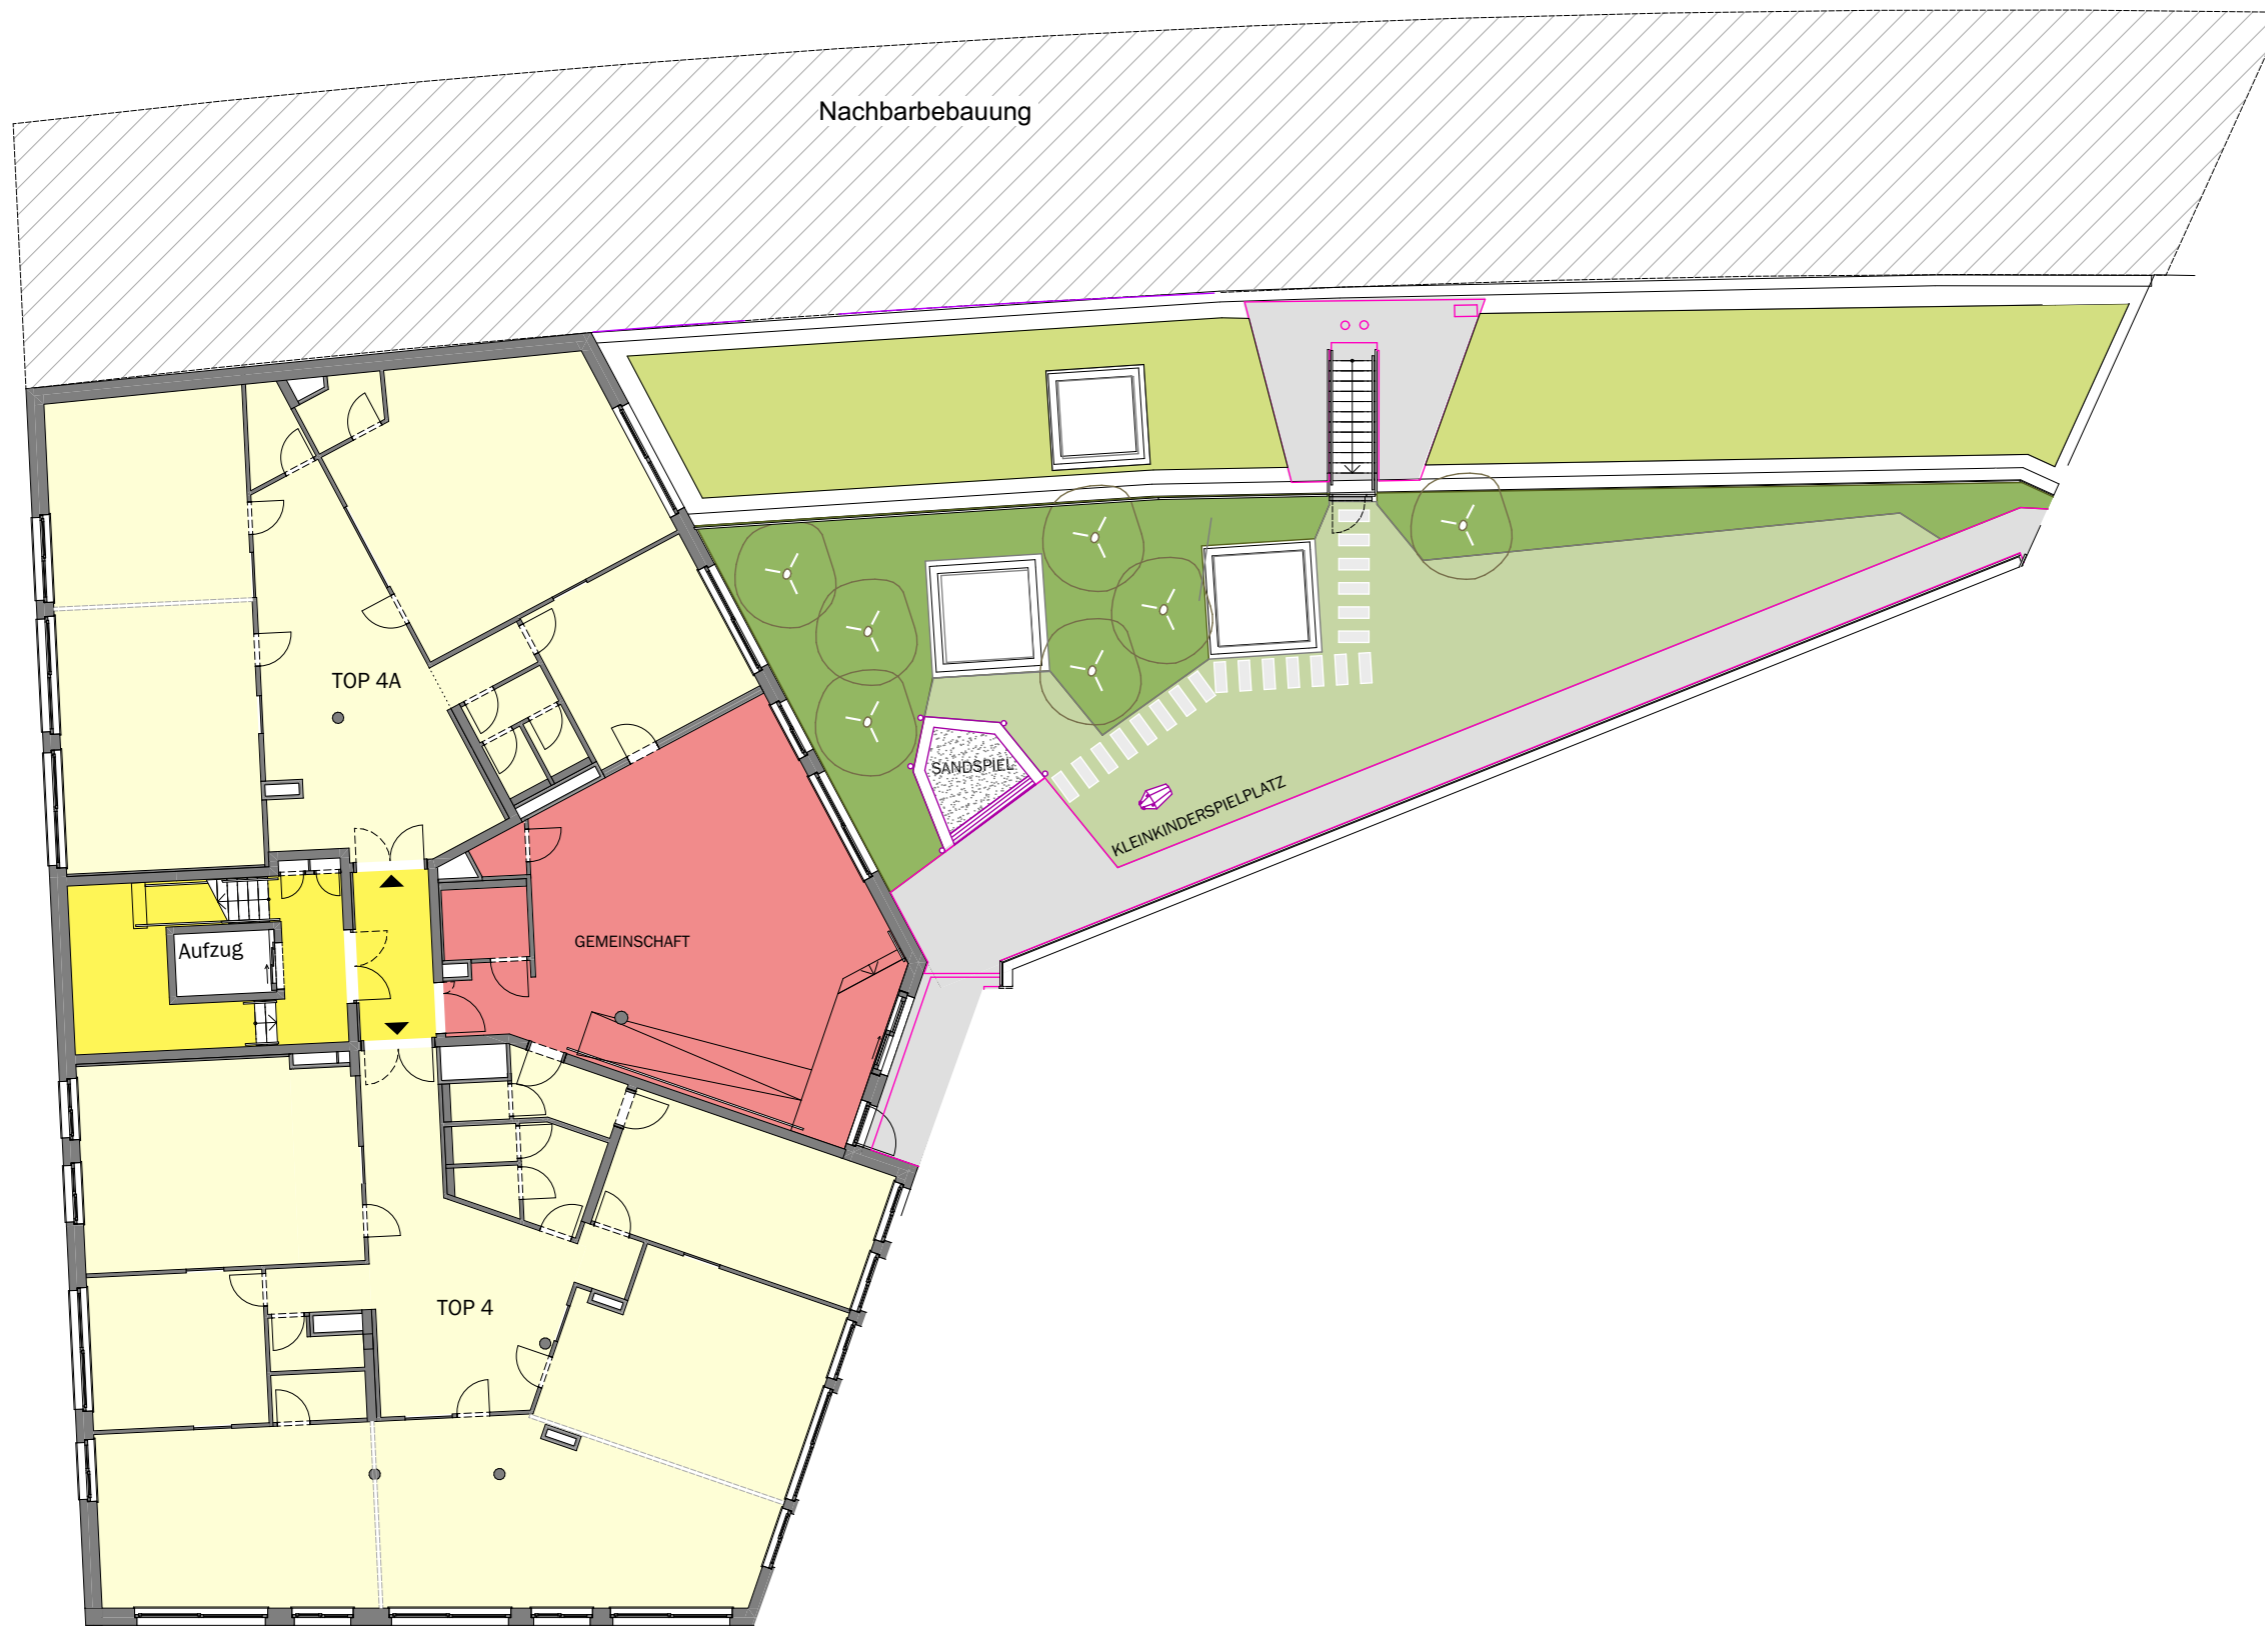 Nachbarbebauung
TOP 4A
SANDSPIEL
KLEINKINDERSPIELPLATZ
Aufzug
GEMEINSCHAFT
TOP 4